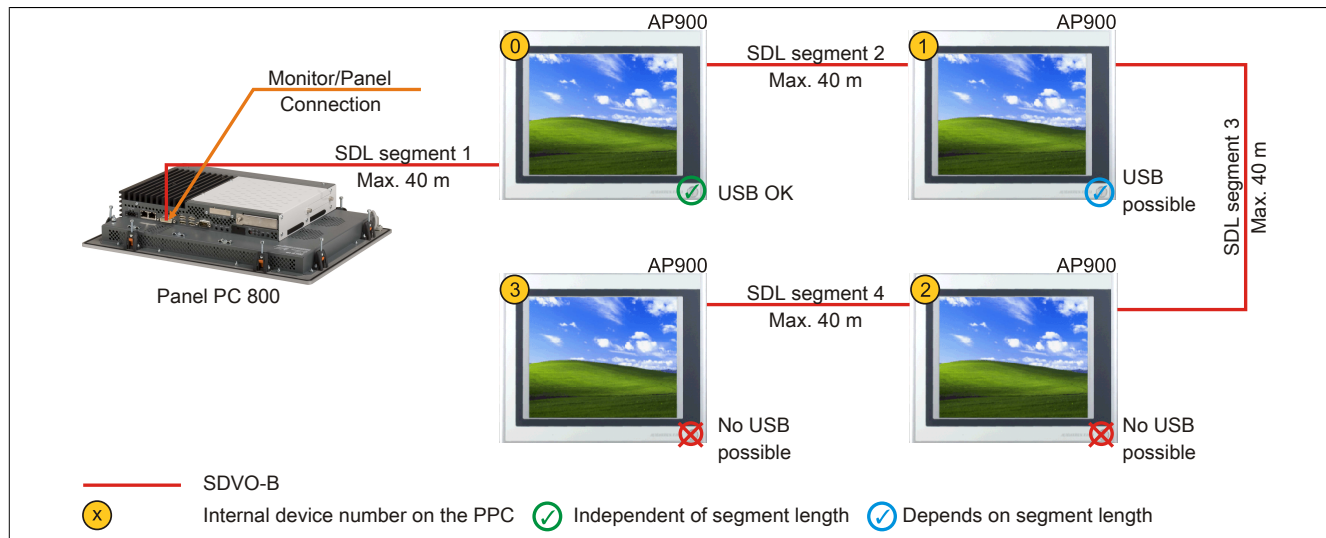 AP900
AP900
0
SDL segment 2
1
Max. 40 m
Monitor/Panel
Connection
SDL segment 1
Max. 40 m
USB OK
USB
possible
SDL segment 3
Max. 40 m
Panel PC 800
AP900
AP900
3
SDL segment 4
2
Max. 40 m
No USB
possible
No USB
possible
SDVO-B
x
Internal device number on the PPC
Independent of segment length
Depends on segment length